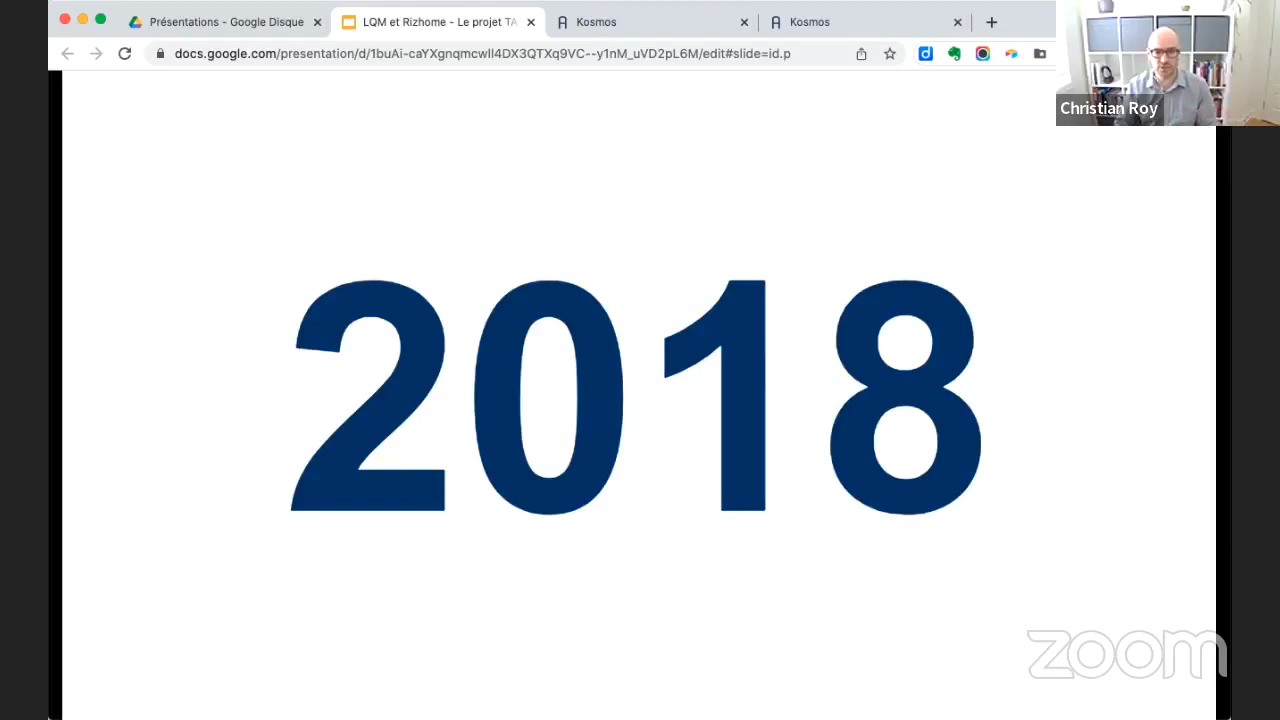 Présentations - Google Disque
LQM et Rizhome - Le projet TA
Kosmos
Kosmos
docs.google.com/presentation/d/1buAi-caYXgnqmcwIl4DX3QTXq9VC--y1nM_uVD2pL6M/edit#slide=id.p
Christian Roy
2018
zoom